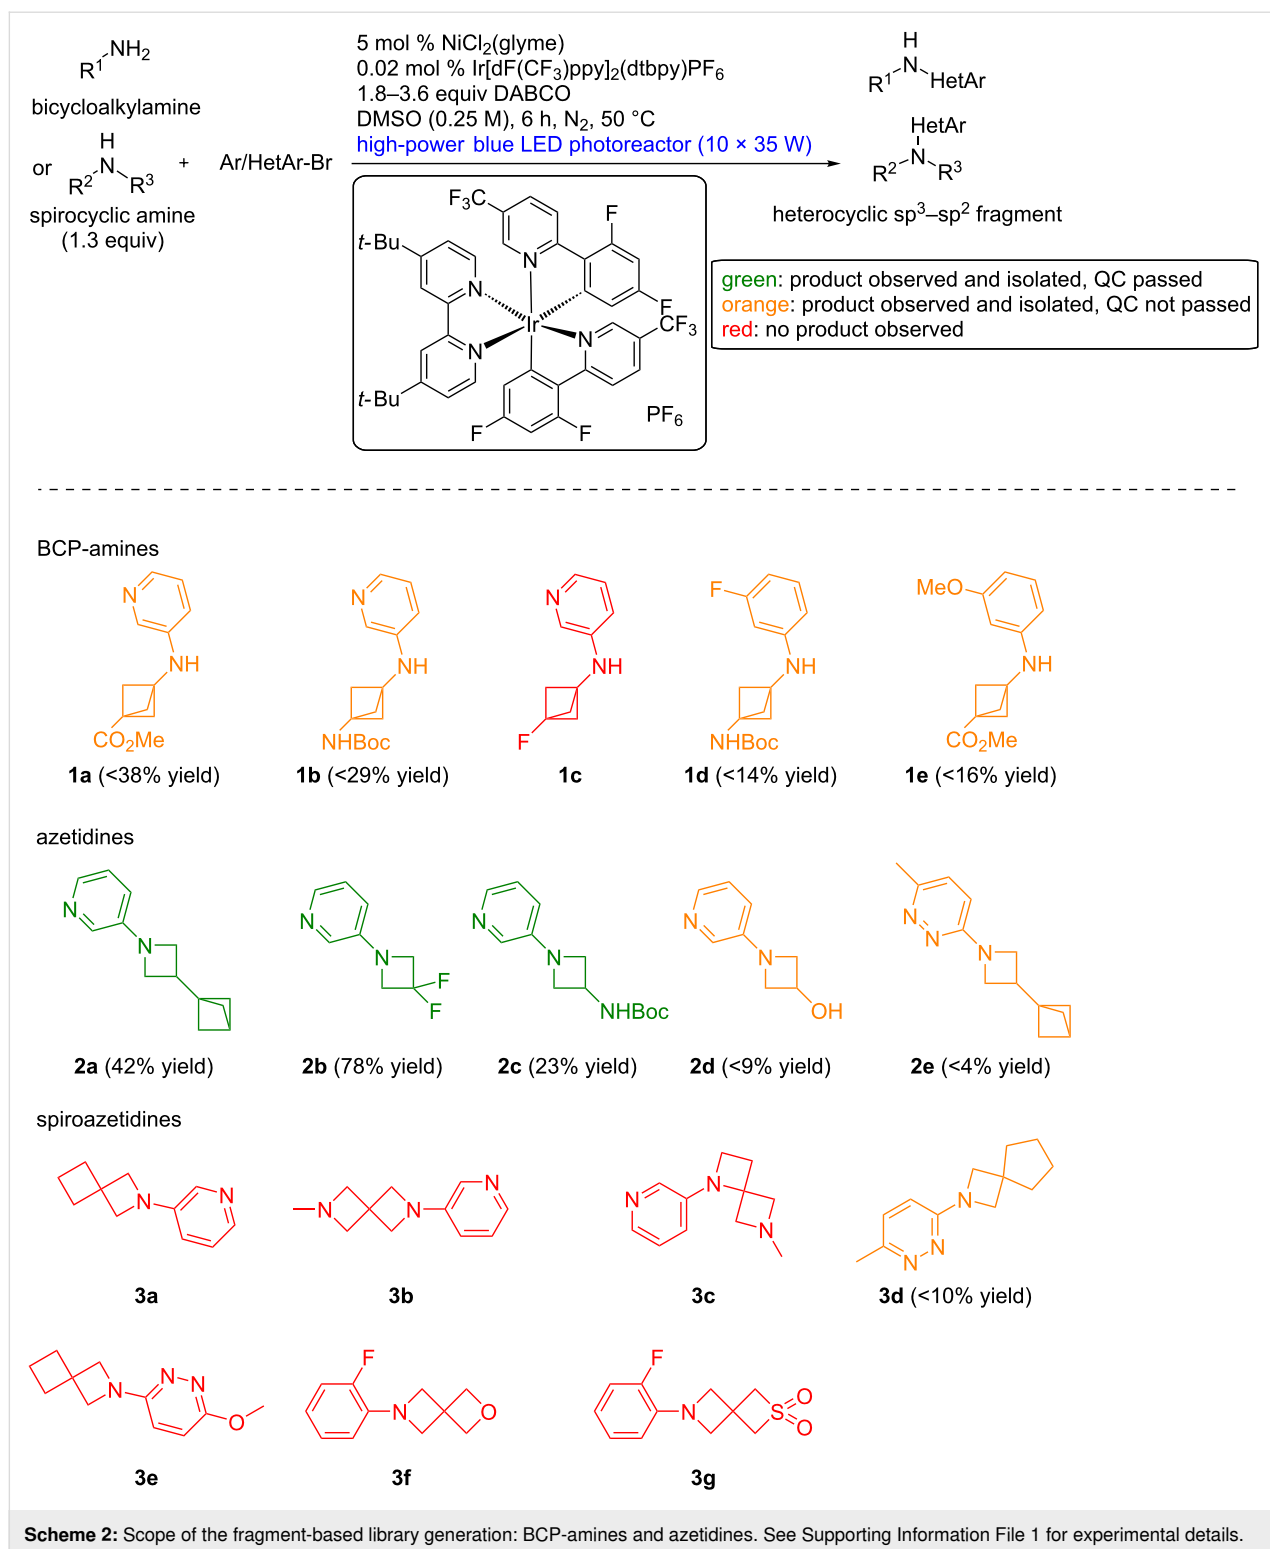 R1 NH2
bicycloalkylamine
or R2 H N R3 + Ar/HetAr-Br
spirocyclic amine
(1.3 equiv)
5 mol % NiCl2(glyme)
0.02 mol % Ir[dF(CF3)ppy]2(dtbpy)PF6
1.8–3.6 equiv DABCO
DMSO (0.25 M), 6 h, N2, 50 °C
high-power blue LED photoreactor (10 × 35 W)
H
R1 N HetAr
HetAr
R2 N R3
heterocyclic sp3–sp2 fragment
F3C
F
t-Bu
N
N
F
Ir
CF3
N
N
t-Bu
F
F
PF6
green: product observed and isolated, QC passed
orange: product observed and isolated, QC not passed
red: no product observed
BCP-amines
N
N
N
F
MeO
NH
NH
NH
NH
NH
CO2Me
NHBoc
F
NHBoc
CO2Me
1a (<38% yield)
1b (<29% yield)
1c
1d (<14% yield)
1e (<16% yield)
azetidines
N
N
N
N
N
N
N
N
N
N
N
F
F
NHBoc
OH
2a (42% yield)
2b (78% yield)
2c (23% yield)
2d (<9% yield)
2e (<4% yield)
spiroazetidines
N
N
N
N
N
N
N
N
N
N
N
3a
3b
3c
3d (<10% yield)
N
N
N
O
F
N
O
F
N
S
O
O
3e
3f
3g
Scheme 2: Scope of the fragment-based library generation: BCP-amines and azetidines. See Supporting Information File 1 for experimental details.